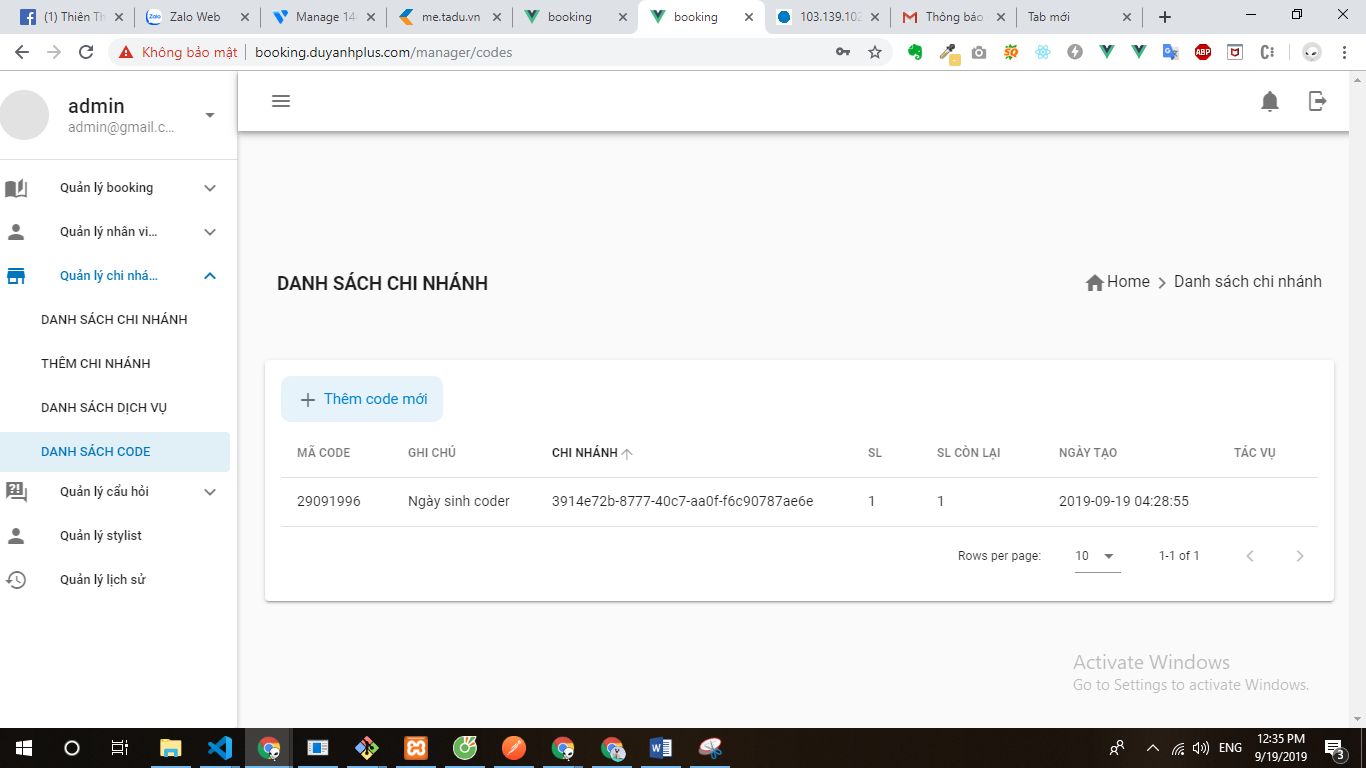 (1) Thiên Th
Zalo Web
Manage 14
me.tadu.vn
booking
booking
103.139.102
Thông báo
Tab mới
Không bảo mật
booking.duyanhplus.com/manager/codes
admin
admin@gmail.c...
Quản lý booking
Quản lý nhân vi...
Quản lý chi nhá...
DANH SÁCH CHI NHÁNH
THÊM CHI NHÁNH
DANH SÁCH DỊCH VỤ
DANH SÁCH CODE
Quản lý cẩu hỏi
Quản lý stylist
Quản lý lịch sử
DANH SÁCH CHI NHÁNH
Home > Danh sách chi nhánh
Thêm code mới
MÃ CODE GHI CHÚ CHI NHÁNH SL SL CÒN LẠI NGÀY TẠO TÁC VỤ
29091996 Ngày sinh coder 3914e72b-8777-40c7-aa0f-f6c90787ae6e 1 1 2019-09-19 04:28:55
Rows per page: 10 1-1 of 1
Activate Windows
Go to Settings to activate Windows.
ENG
12:35 PM
9/19/2019
3